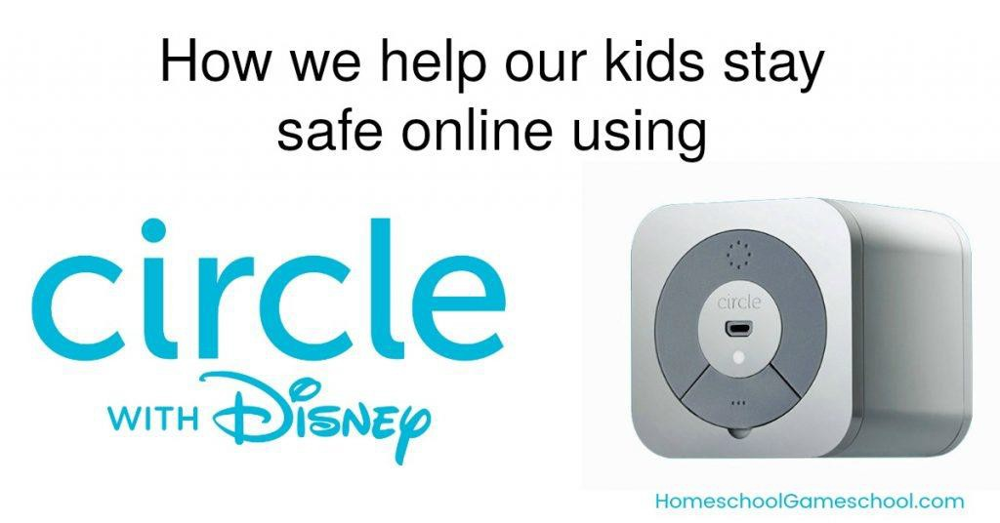 How we help our kids stay
safe online using
circle
WITH Disney
circle
HomeschoolGameschool.com